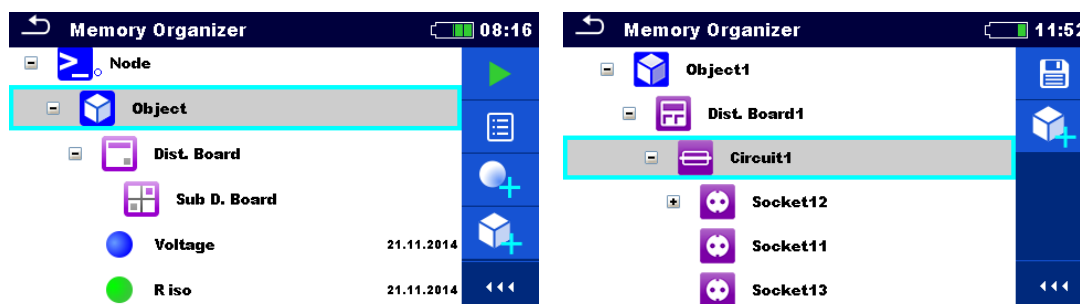 Memory Organizer 08:16
Node
Object
Dist. Board
Sub D. Board
Voltage 21.11.2014
R iso 21.11.2014
Memory Organizer 11:52
Object1
Dist. Board1
Circuit1
Socket12
Socket11
Socket13